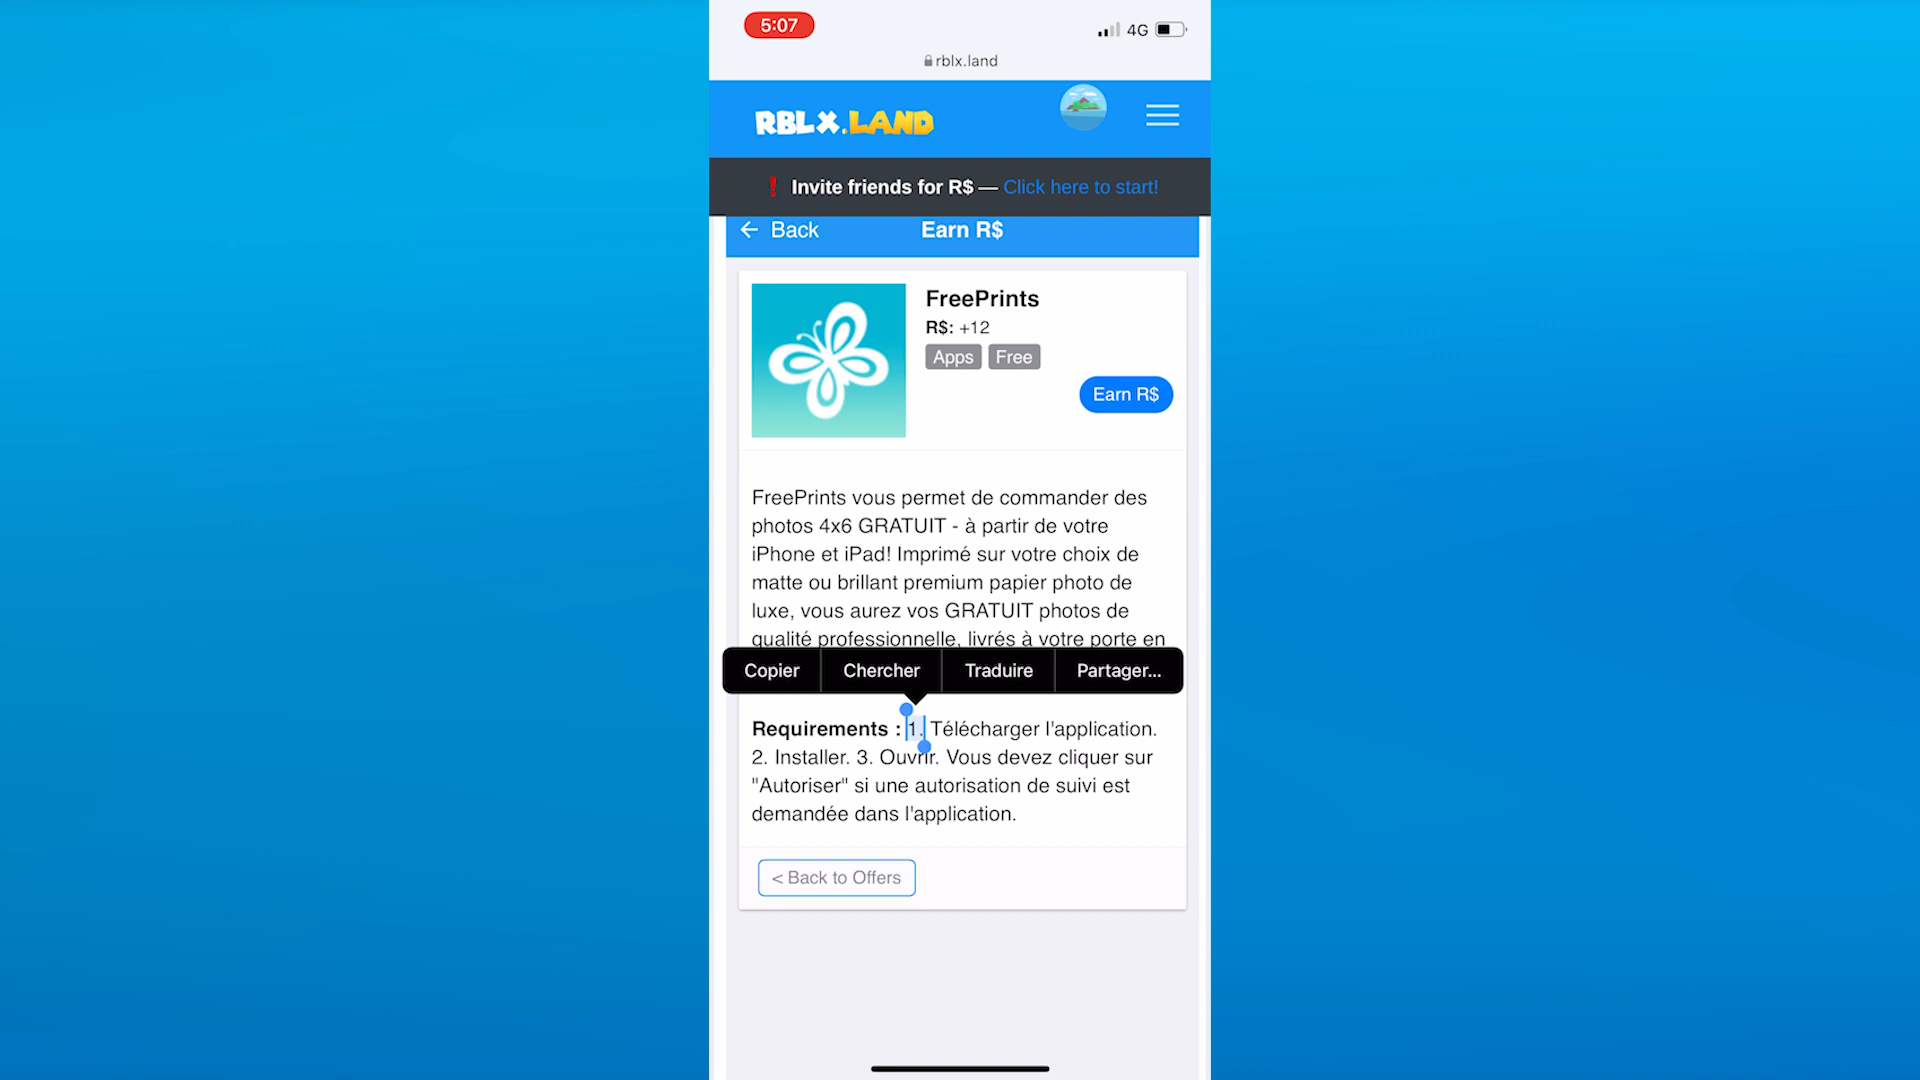 5:07
4G
rblx.land
RBLX.LAND
❗ Invite friends for R$ — Click here to start!
← Back
Earn R$
FreePrints
R$: +12
Apps Free
Earn R$
FreePrints vous permet de commander des
photos 4x6 GRATUIT - à partir de votre
iPhone et iPad! Imprimé sur votre choix de
matte ou brillant premium papier photo de
luxe, vous aurez vos GRATUIT photos de
qualité professionnelle, livrés à votre porte en
Copier Chercher Traduire Partager...
Requirements : 1. Télécharger l'application.
2. Installer. 3. Ouvrir. Vous devez cliquer sur
"Autoriser" si une autorisation de suivi est
demandée dans l'application.
< Back to Offers